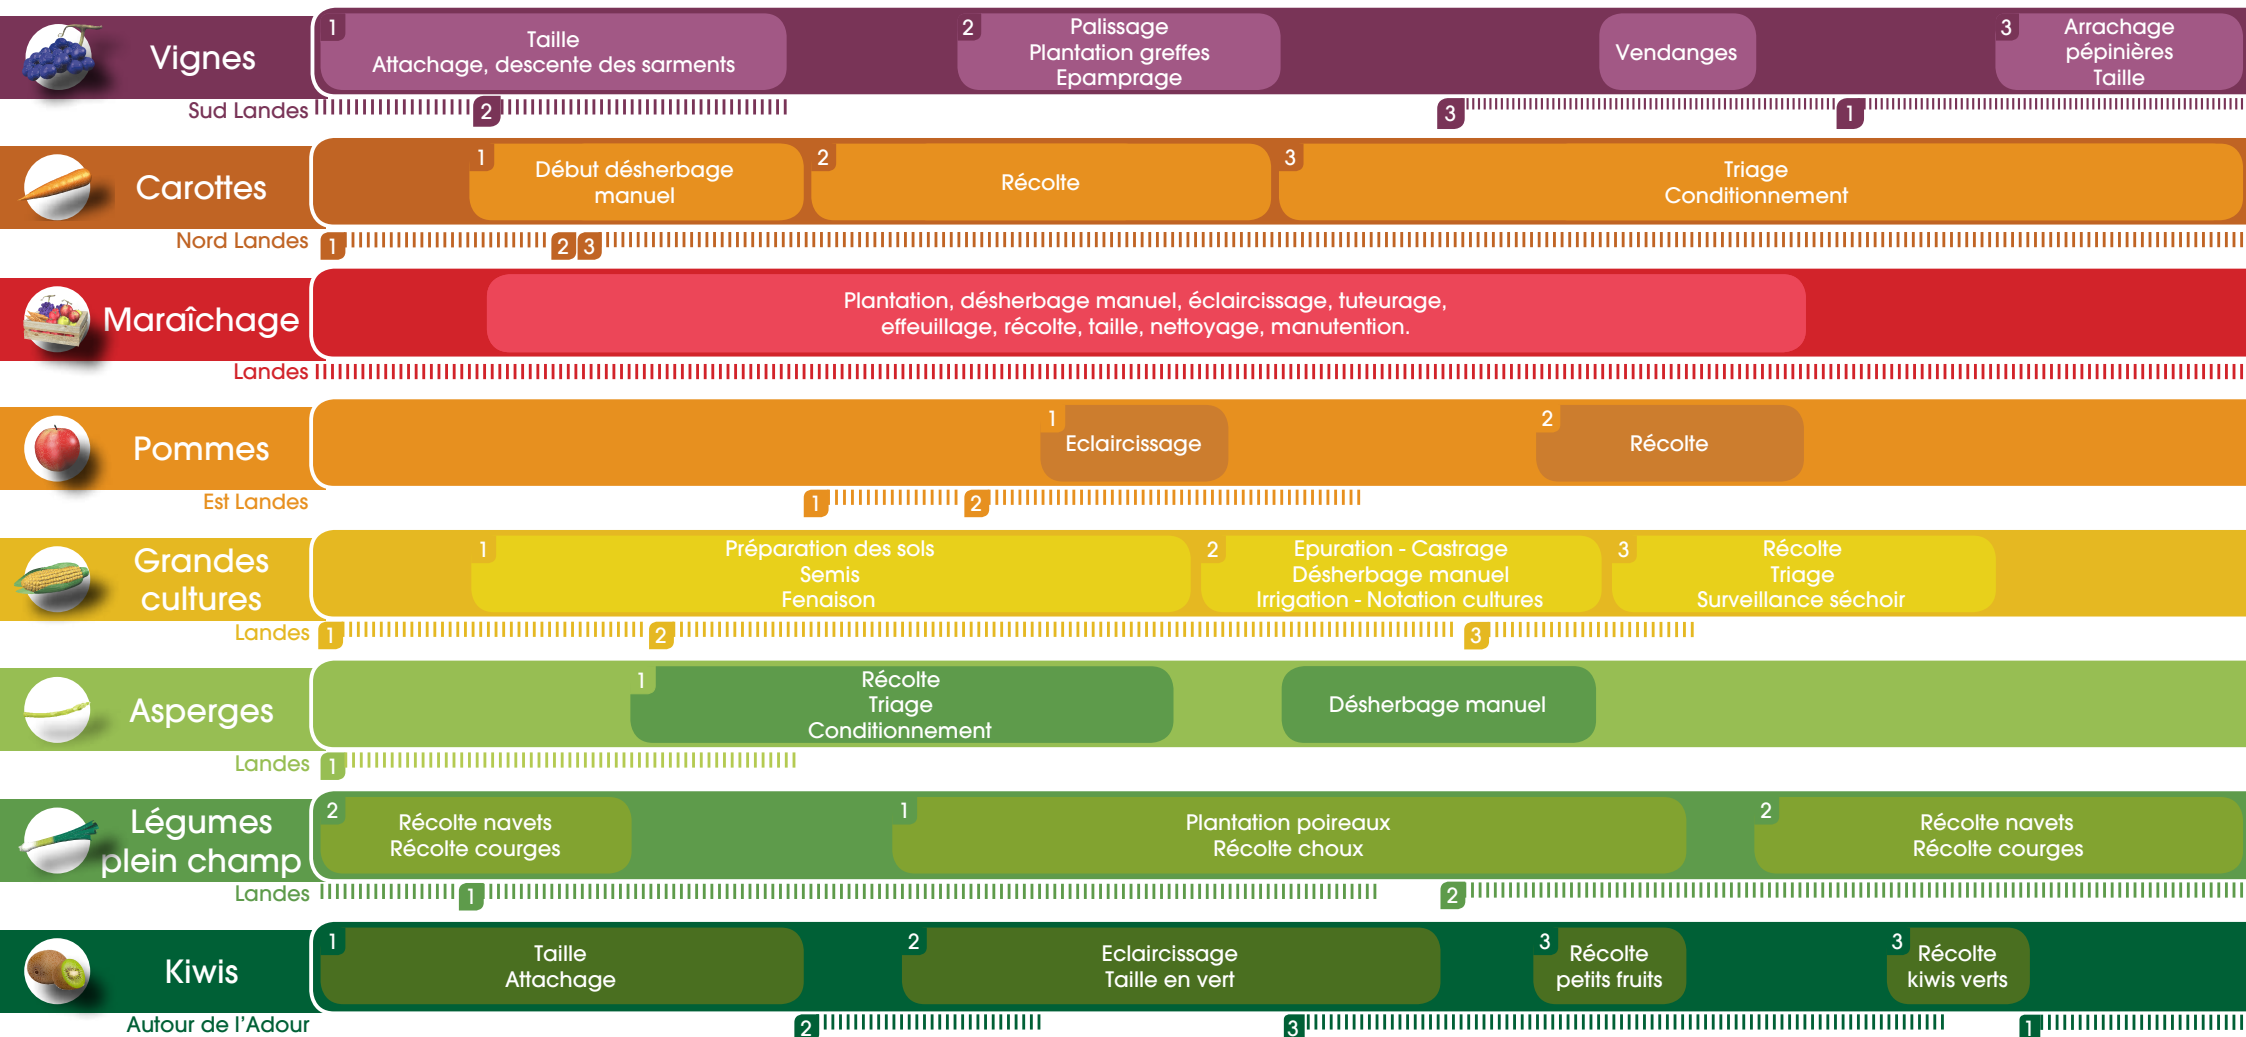 Vignes
1
Taille
Attachage, descente des sarments
2
Palissage
Plantation greffes
Epamprage
Vendanges
3
Arrachage
pépinières
Taille
Sud Landes
2
3
1
Carottes
1
Début désherbage
manuel
2
Récolte
3
Triage
Conditionnement
Nord Landes
1
2
3
Maraîchage
Plantation, désherbage manuel, éclaircissage, tuteurage,
effeuillage, récolte, taille, nettoyage, manutention.
Landes
Pommes
1
Eclaircissage
2
Récolte
Est Landes
1
2
Grandes
cultures
1
Préparation des sols
Semis
Fenaison
2
Epuration - Castrage
Désherbage manuel
Irrigation - Notation cultures
3
Récolte
Triage
Surveillance séchoir
Landes
1
2
3
Asperges
1
Récolte
Triage
Conditionnement
Désherbage manuel
Landes
1
Légumes
plein champ
2
Récolte navets
Récolte courges
1
Plantation poireaux
Récolte choux
2
Récolte navets
Récolte courges
Landes
1
2
Kiwis
1
Taille
Attachage
2
Eclaircissage
Taille en vert
3
Récolte
petits fruits
3
Récolte
kiwis verts
Autour de l'Adour
2
3
1